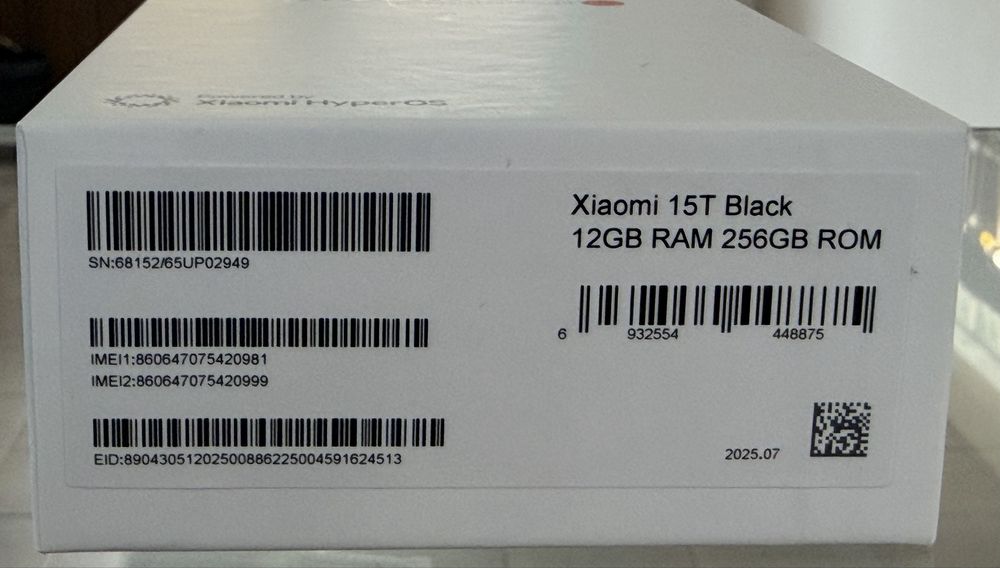 Powered by
Xiaomi HyperOS
Xiaomi 15T Black
12GB RAM 256GB ROM
SN:68152/65UP02949
6 932554 448875
IMEI1:860647075420981
IMEI2:860647075420999
EID:89043051202500886225004591624513
2025.07